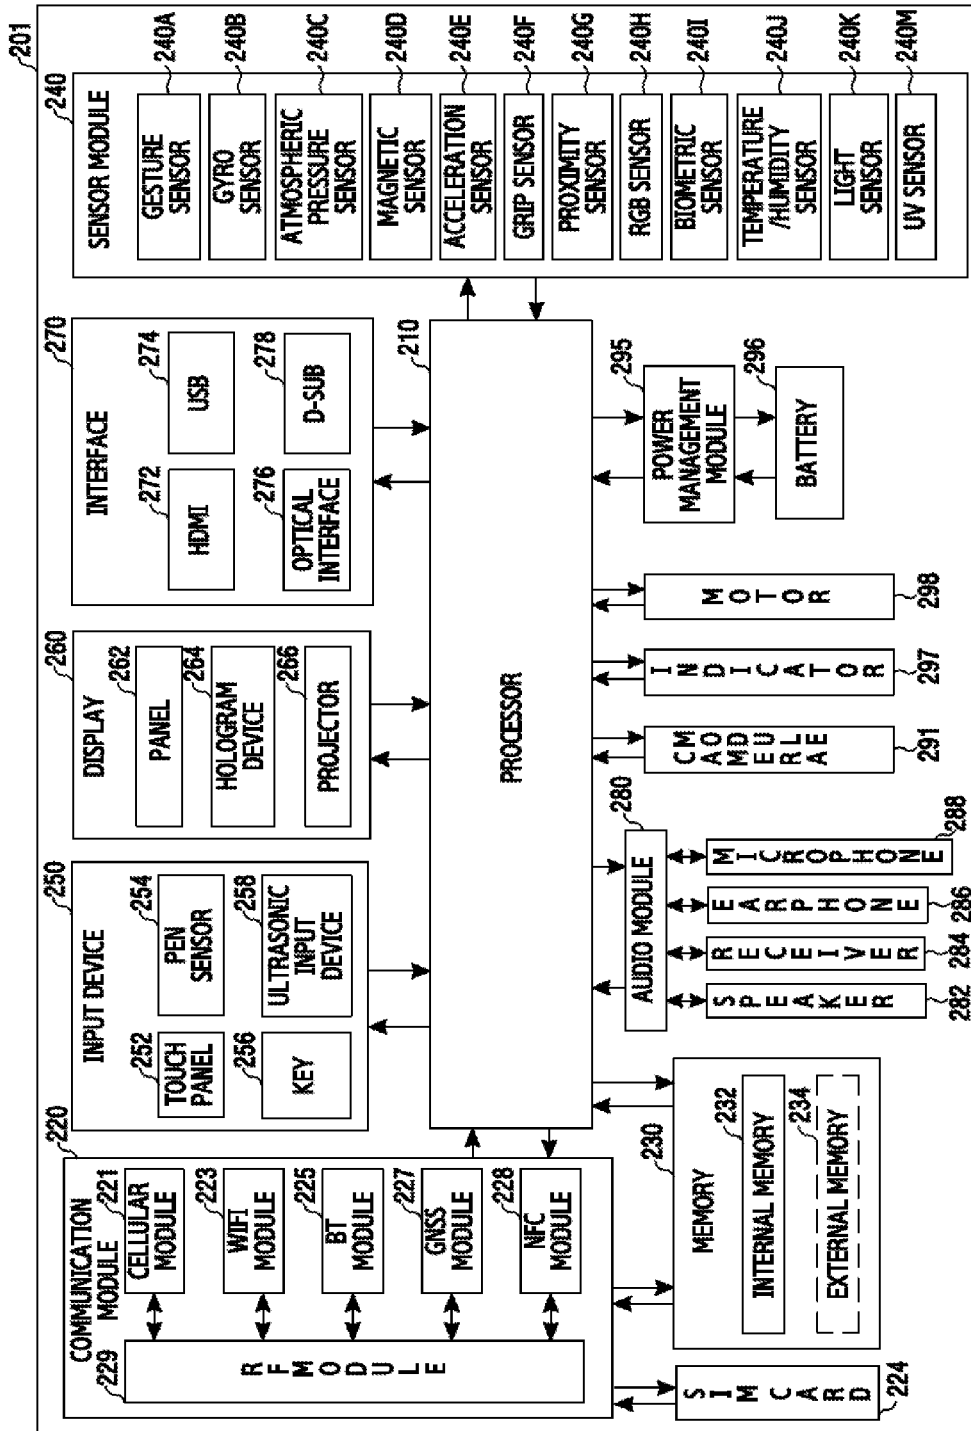 201
COMMUNICATION
MODULE
220
221
CELLULAR
MODULE
223
WIFI
MODULE
225
BT
MODULE
227
GNSS
MODULE
228
NFC
MODULE
229
RF MODULE
INPUT DEVICE
250
252
TOUCH
PANEL
254
PEN
SENSOR
256
KEY
258
ULTRASONIC
INPUT
DEVICE
DISPLAY
260
262
PANEL
264
HOLOGRAM
DEVICE
266
PROJECTOR
INTERFACE
270
272
HDMI
274
USB
276
OPTICAL
INTERFACE
278
D-SUB
SENSOR MODULE
240
GESTURE
SENSOR
240A
GYRO
SENSOR
240B
ATMOSPHERIC
PRESSURE
SENSOR
240C
MAGNETIC
SENSOR
240D
ACCELERATION
SENSOR
240E
GRIP SENSOR
240F
PROXIMITY
SENSOR
240G
RGB SENSOR
240H
BIOMETRIC
SENSOR
240I
TEMPERATURE
/HUMIDITY
SENSOR
240J
LIGHT
SENSOR
240K
UV SENSOR
240M
PROCESSOR
210
SIM CARD
224
230
MEMORY
232
INTERNAL MEMORY
234
EXTERNAL MEMORY
AUDIO MODULE
280
SPEAKER
282
RECEIVER
284
EARPHONE
286
MICROPHONE
288
CAMERA
MODULE
291
INDICATOR
297
MOTOR
298
POWER
MANAGEMENT
MODULE
295
BATTERY
296